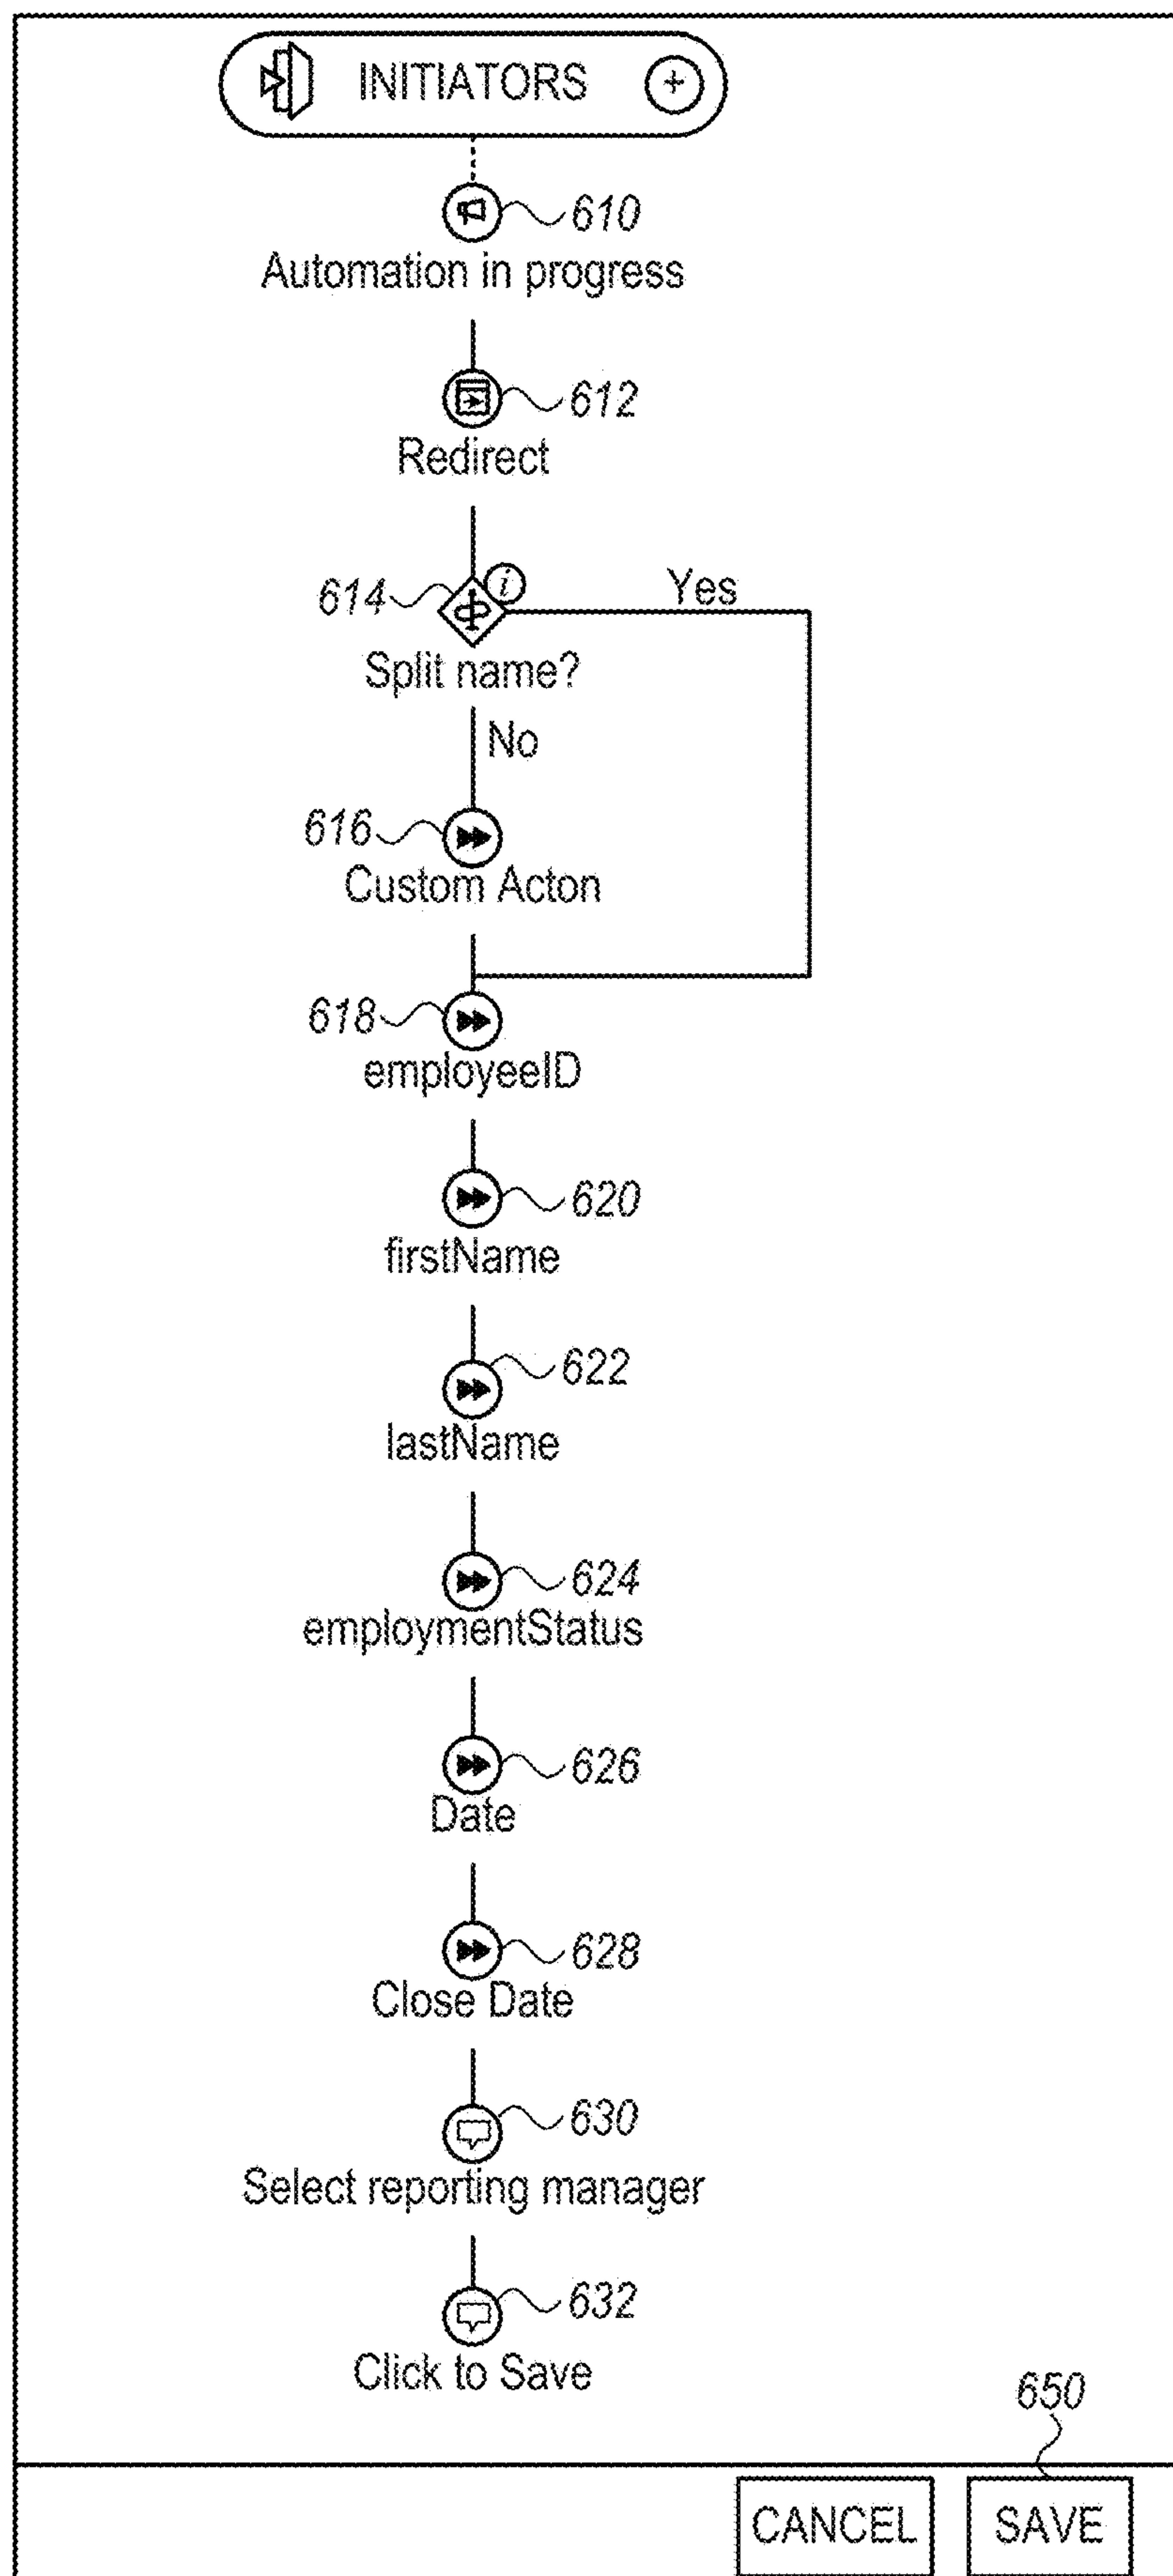 INITIATORS +
610
Automation in progress
612
Redirect
614 i Yes
Split name?
No
616
Custom Acton
618
employeeID
620
firstName
622
lastName
624
employmentStatus
626
Date
628
Close Date
630
Select reporting manager
632
Click to Save
650
CANCEL SAVE